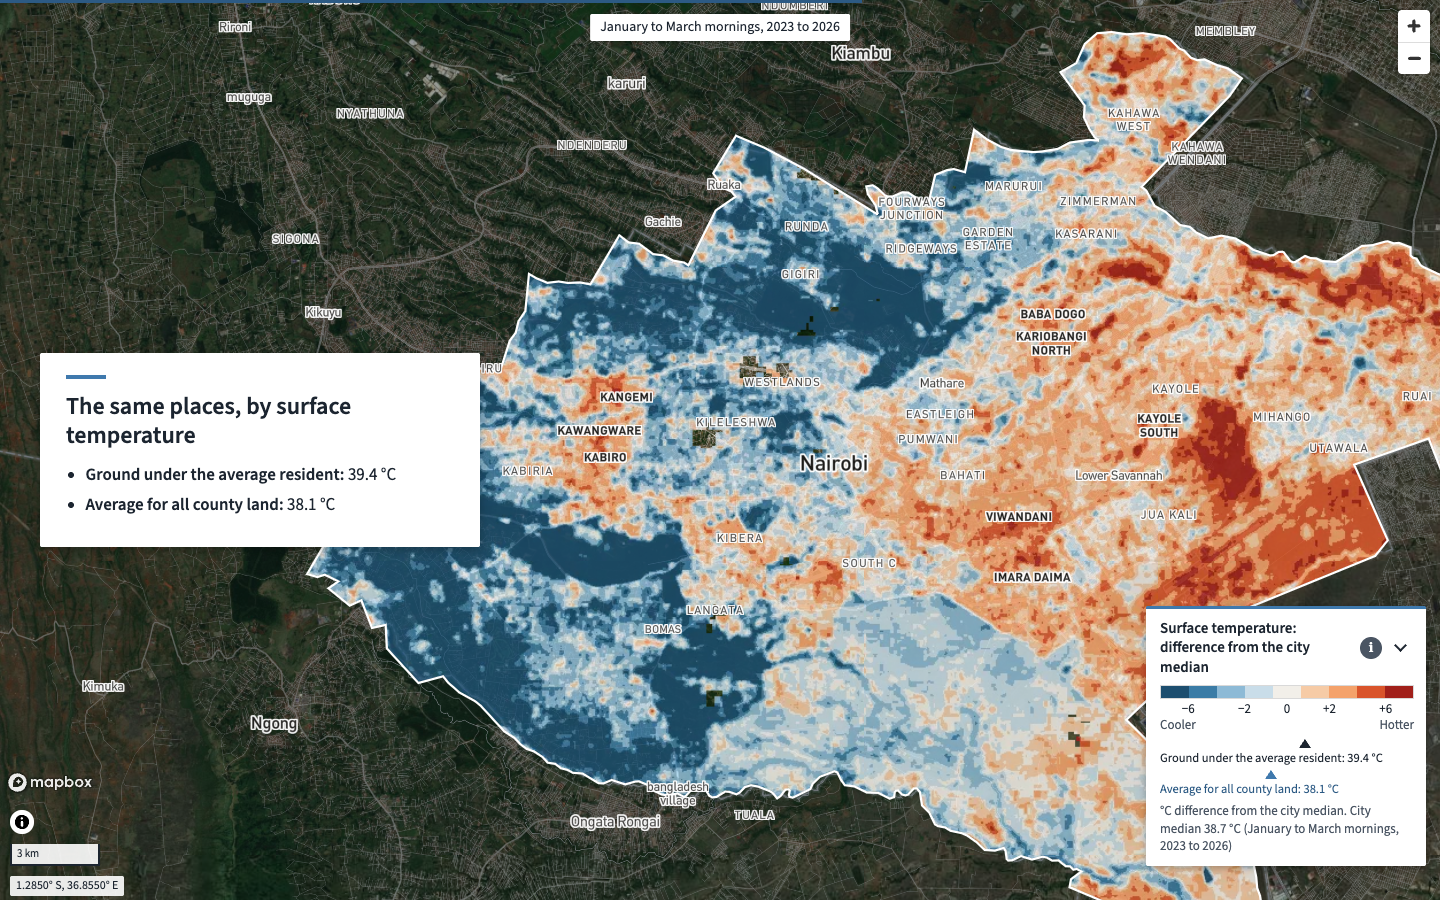 January to March mornings, 2023 to 2026
Rironi
NDUMBERI
MEMBLEY
Kiambu
karuri
muguga
NYATHUNA
KAHAWA
WEST
NDENDERU
KAHAWA
WENDANI
Ruaka
MARURUI
FOURWAYS
JUNCTION
ZIMMERMAN
Gachie
RUNDA
SIGONA
RIDGEWAYS
GARDEN
ESTATE
KASARANI
GIGIRI
Kikuyu
BABA DOGO
KARIOBANGI
NORTH
WESTLANDS
Mathare
KAYOLE
RUAI
KANGEMI
EASTLEIGH
KAYOLE
SOUTH
MIHANGO
KILELESHWA
KAWANGWARE
PUMWANI
UTAWALA
KABIRO
Nairobi
KABIRIA
BAHATI
Lower Savannah
VIWANDANI
JUA KALI
KIBERA
SOUTH C
IMARA DAIMA
LANGATA
BOMAS
Kimuka
Ngong
bangladesh
village
TUALA
Ongata Rongai
The same places, by surface
temperature
• Ground under the average resident: 39.4 °C
• Average for all county land: 38.1 °C
Surface temperature:
difference from the city
median
−6 −2 0 +2 +6
Cooler Hotter
Ground under the average resident: 39.4 °C
Average for all county land: 38.1 °C
°C difference from the city median. City
median 38.7 °C (January to March mornings,
2023 to 2026)
mapbox
3 km
1.2850° S, 36.8550° E